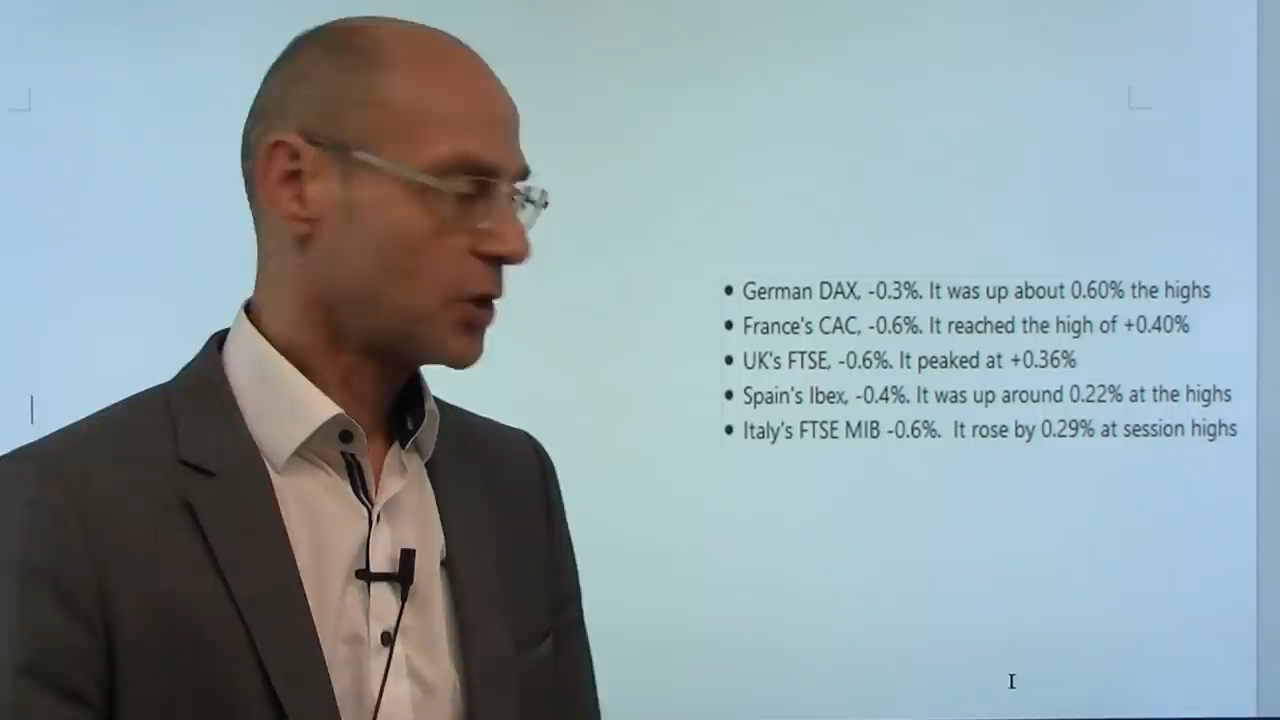 • German DAX, -0.3%. It was up about 0.60% the highs
• France's CAC, -0.6%. It reached the high of +0.40%
• UK's FTSE, -0.6%. It peaked at +0.36%
• Spain's Ibex, -0.4%. It was up around 0.22% at the highs
• Italy's FTSE MIB -0.6%.  It rose by 0.29% at session highs